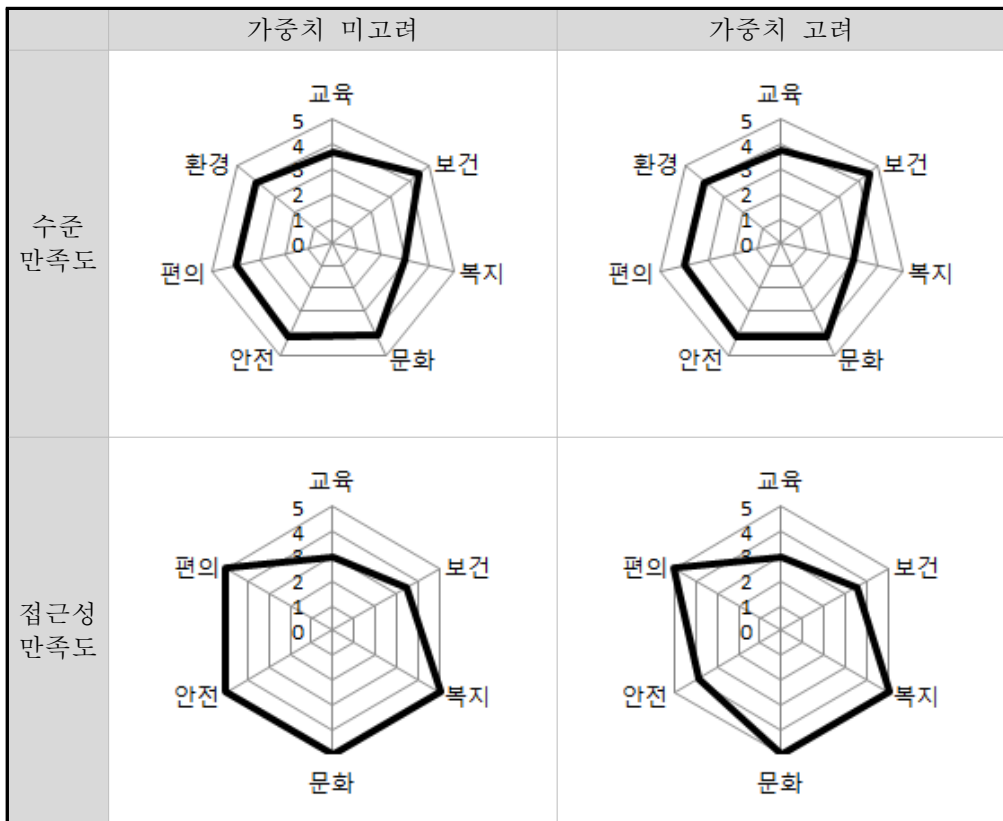 가중치 미고려
가중치 고려
수준
만족도
교육
보건
복지
문화
안전
편의
환경
5
4
3
2
1
0
교육
보건
복지
문화
안전
편의
환경
5
4
3
2
1
0
접근성
만족도
교육
보건
복지
문화
안전
편의
5
4
3
2
1
0
교육
보건
복지
문화
안전
편의
5
4
3
2
1
0